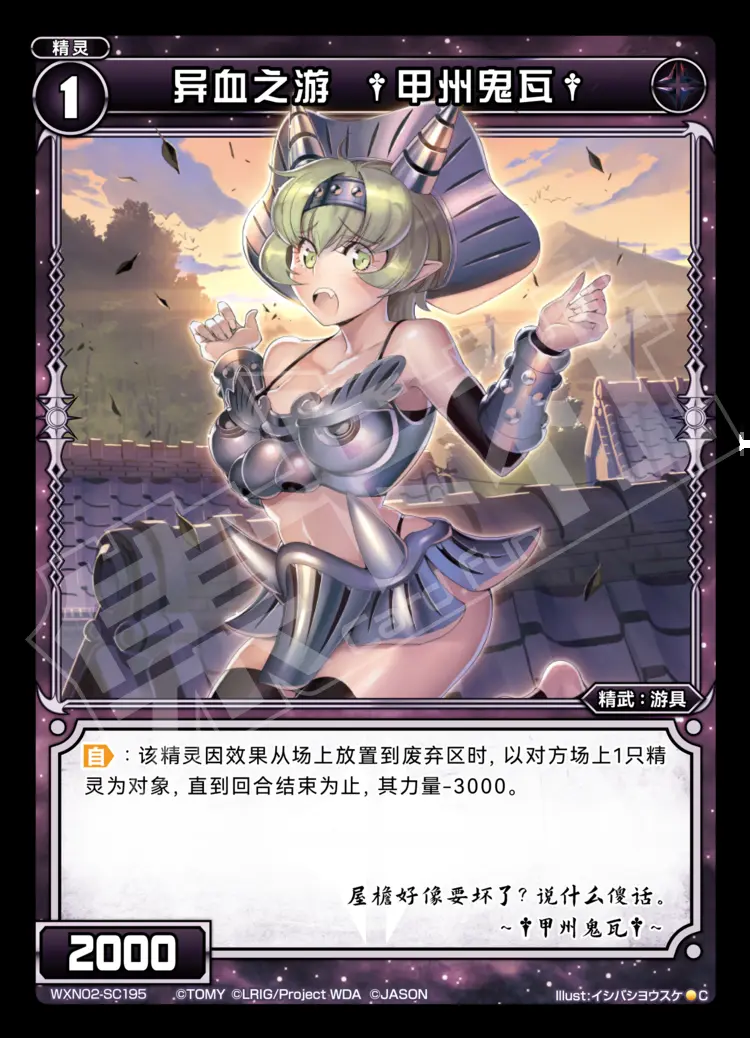 精灵
1
异血之游 †甲州鬼瓦†
精武：游具
自：该精灵因效果从场上放置到废弃区时，以对方场上1只精
灵为对象，直到回合结束为止，其力量-3000。
屋檐好像要坏了？说什么傻话。
~†甲州鬼瓦†~
2000
WXN02-SC195 ©TOMY ©LRIG/Project WDA ©JASON
Illust:イシバシヨウスケ C